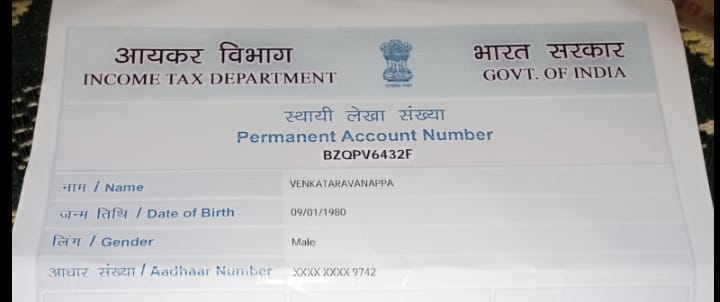 आयकर विभाग
INCOME TAX DEPARTMENT
भारत सरकार
GOVT. OF INDIA
स्थायी लेखा संख्या
Permanent Account Number
BZQPV6432F
नाम / Name VENKATARAVANAPPA
जन्म तिथि / Date of Birth 09/01/1980
लिंग / Gender Male
आधार संख्या / Aadhaar Number XXXX XXXX 9742